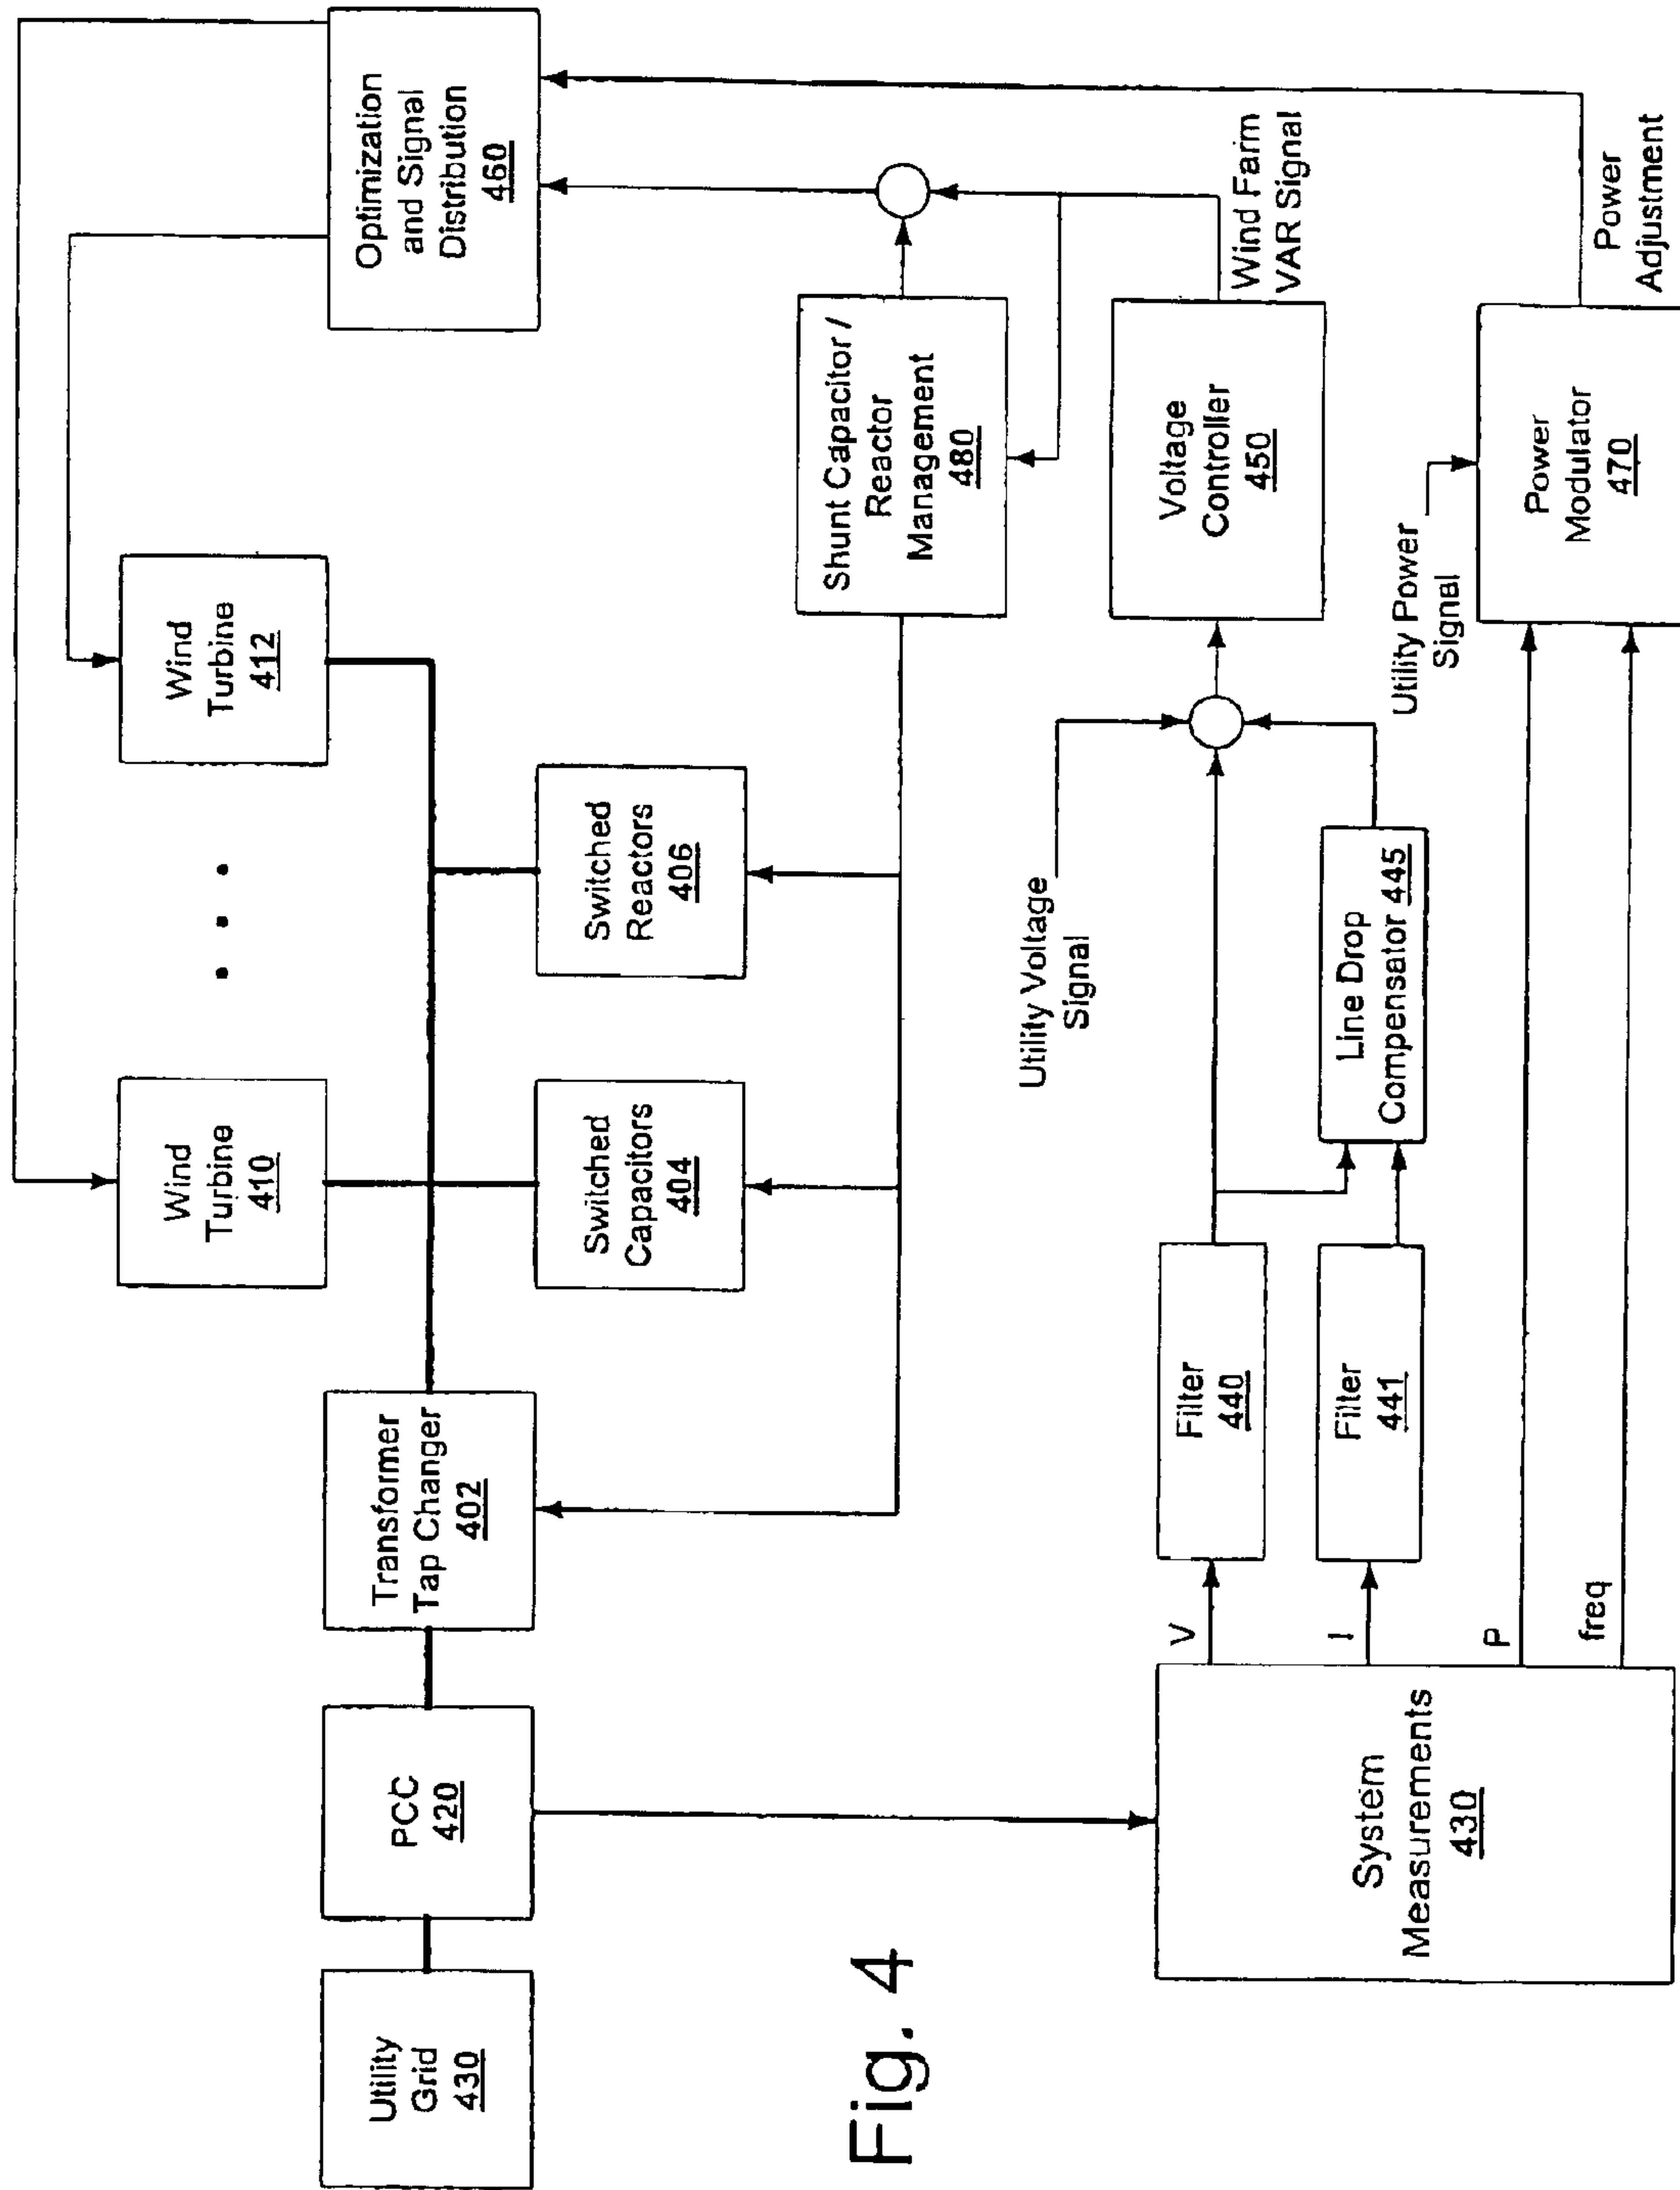 Utility
Grid
430
PCC
420
Transformer
Tap Changer
402
Wind
Turbine
410
. . .
Wind
Turbine
412
Optimization
and Signal
Distribution
460
Switched
Capacitors
404
Switched
Reactors
406
Shunt Capacitor /
Reactor
Management
480
Utility Voltage
Signal
Voltage
Controller
450
Wind Farm
VAR Signal
System
Measurements
430
V
I
P
freq
Filter
440
Filter
441
Line Drop
Compensator 445
Utility Power
Signal
Power
Modulator
470
Power
Adjustment
Fig. 4